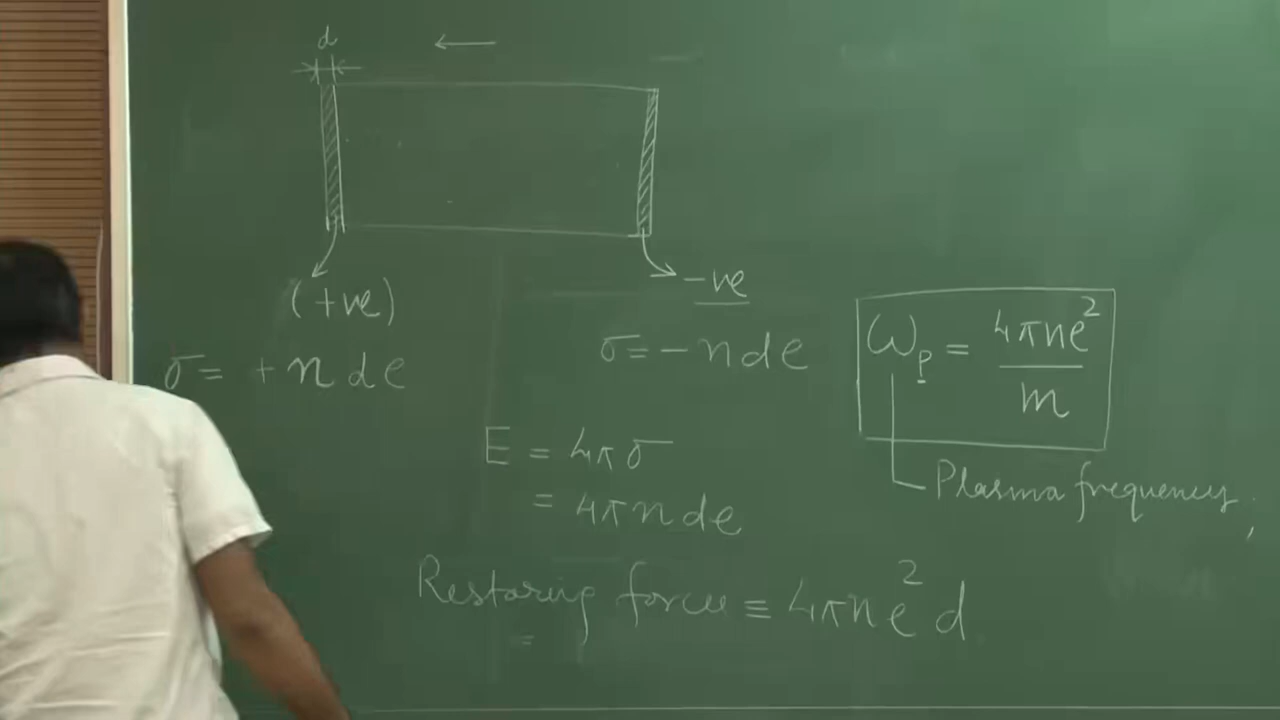 d
(+ve)
-ve
σ = + n d e
σ = - n d e
ω_p = 4πne² / m
Plasma frequency,
E = 4πσ
= 4πnde
Restoring force ≡ 4πne²d
=